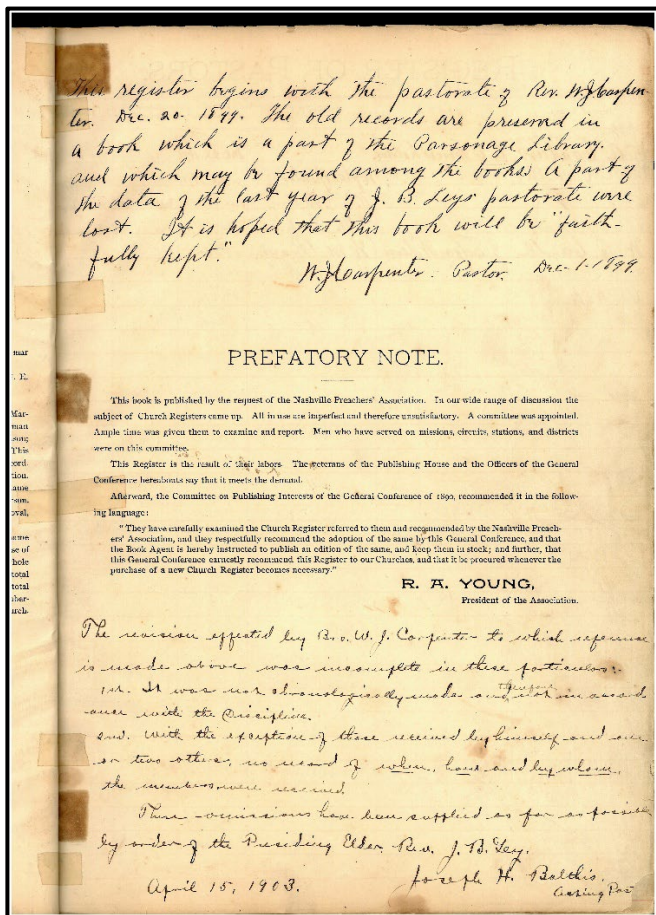 This register begins with the pastorate of Rev. W. J. Carpen-
ter. Dec. 20. 1899. The old records are preserved in
a book which is a part of the Parsonage Library.
and which may be found among the books. A part of
the data of the last year of J. B. Leys' pastorate were
lost. It is hoped that this book will be "faith-
fully kept."
W. J. Carpenter. Pastor. Dec-1-1899.
mar
. E.
PREFATORY NOTE.
This book is published by the request of the Nashville Preachers' Association. In our wide range of discussion the
subject of Church Registers came up. All in use are imperfect and therefore unsatisfactory. A committee was appointed.
Ample time was given them to examine and report. Men who have served on missions, circuits, stations, and districts
were on this committee.
This Register is the result of their labors. The veterans of the Publishing House and the Officers of the General
Conference hereabouts say that it meets the demand.
Afterward, the Committee on Publishing Interests of the General Conference of 1890, recommended it in the follow-
ing language:
"They have carefully examined the Church Register referred to them and recommended by the Nashville Preach-
ers' Association, and they respectfully recommend the adoption of the same by this General Conference, and that
the Book Agent is hereby instructed to publish an edition of the same, and keep them in stock; and further, that
this General Conference earnestly recommend this Register to our Churches, and that it be procured whenever the
purchase of a new Church Register becomes necessary."
R. A. YOUNG,
President of the Association.
The revision effected by Bro. W. J. Carpenter to which reference
is made above was incomplete in these particulars:-
1st. It was not chronologically made and therefore not in accord
ance with the Discipline.
2nd. With the exception of those received by himself and one
or two others, no record of when, how and by whom,
the members were received.
These omissions have been supplied as far as possible
by order of the Presiding Elder, Rev. J. B. Ley.
Joseph H. Balthis.
Acting Pas
April 15, 1903.